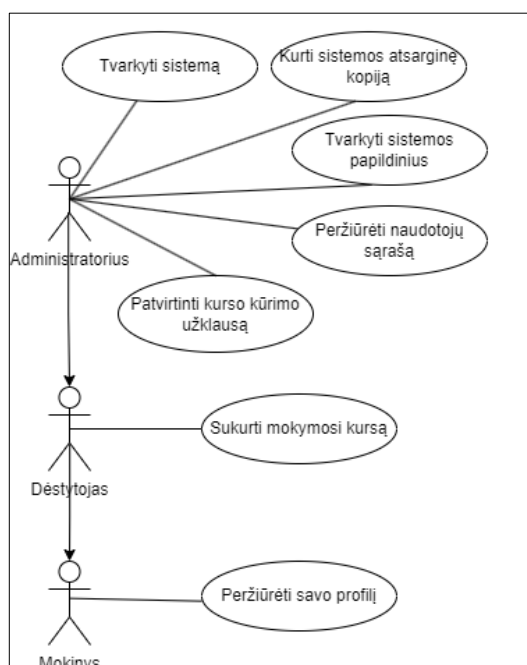 Tvarkyti sistemą
Kurti sistemos atsarginę
kopiją
Tvarkyti sistemos
papildinius
Peržiūrėti naudotojų
sąrašą
Administratorius
Patvirtinti kurso kūrimo
užklausą
Sukurti mokymosi kursą
Dėstytojas
Peržiūrėti savo profilį
Mokinys